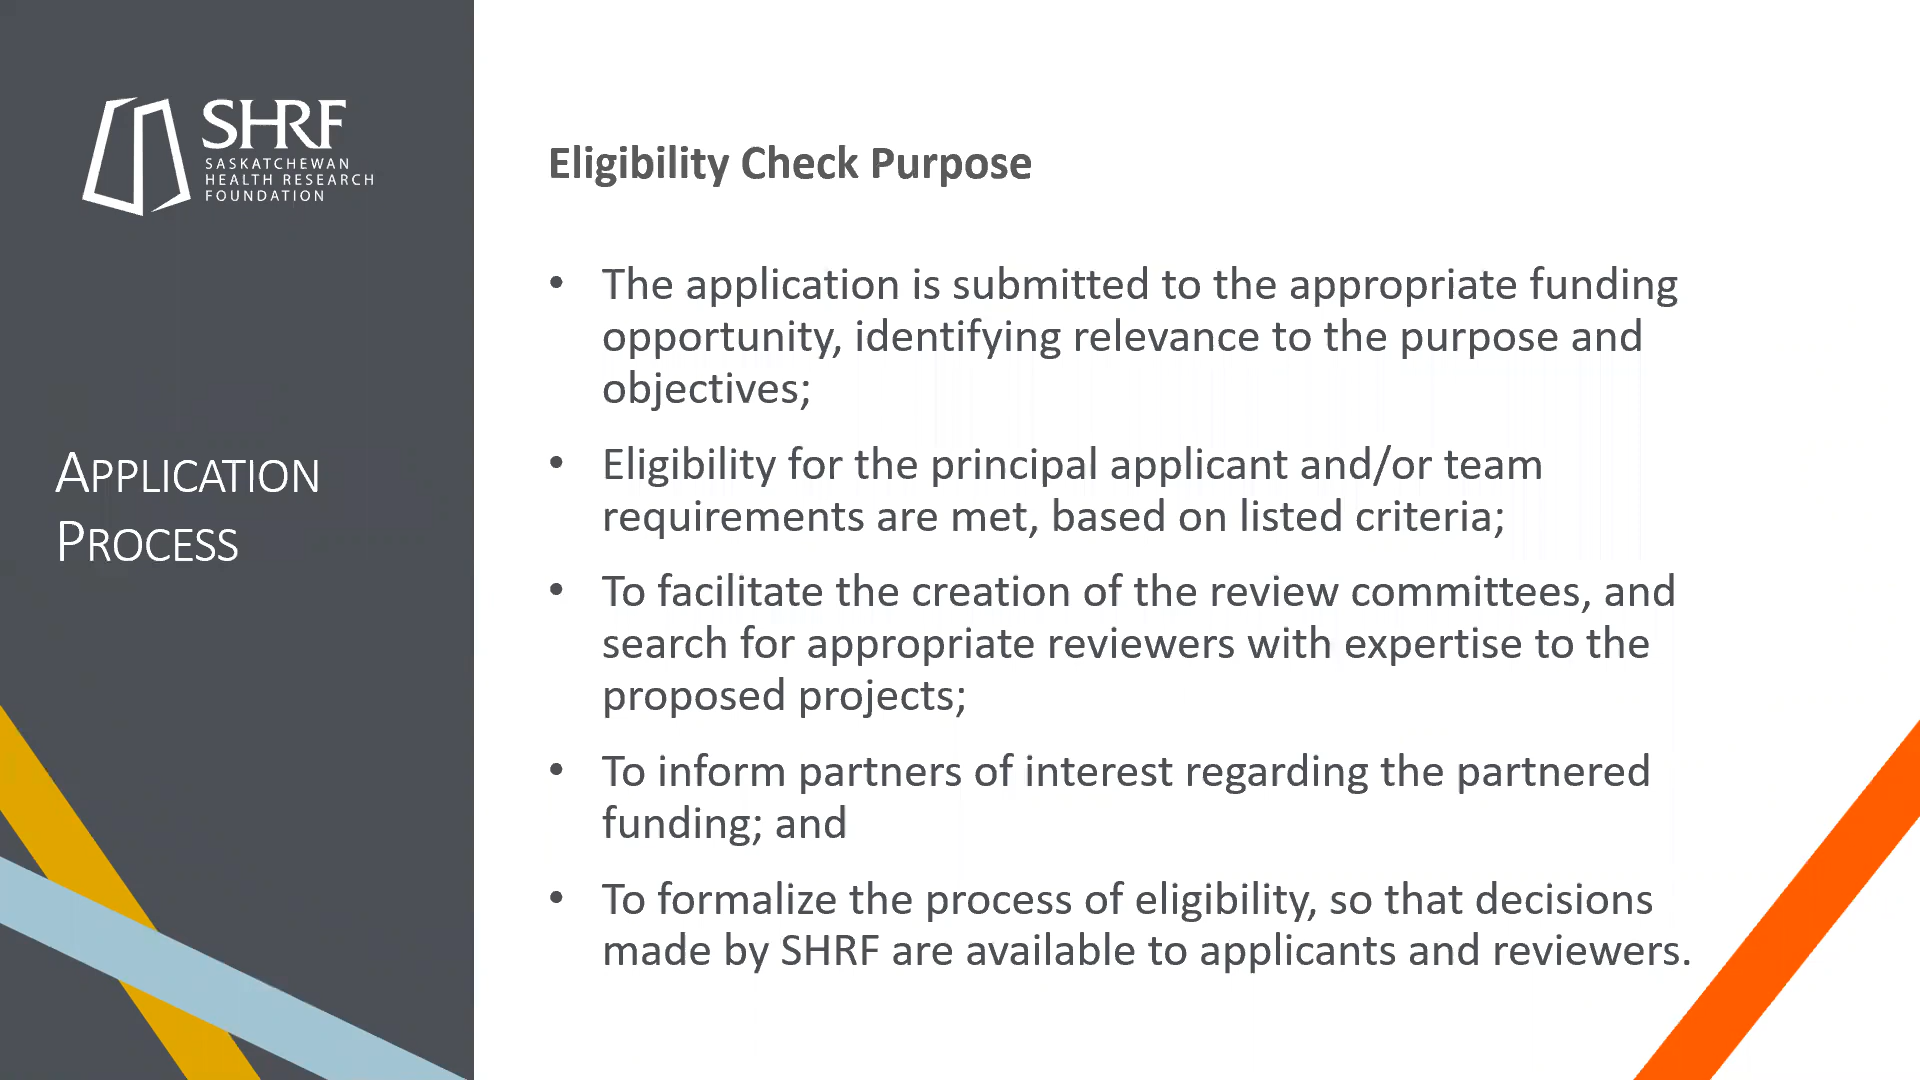 SHRF
SASKATCHEWAN
HEALTH RESEARCH
FOUNDATION
APPLICATION
PROCESS
Eligibility Check Purpose
• The application is submitted to the appropriate funding
opportunity, identifying relevance to the purpose and
objectives;
• Eligibility for the principal applicant and/or team
requirements are met, based on listed criteria;
• To facilitate the creation of the review committees, and
search for appropriate reviewers with expertise to the
proposed projects;
• To inform partners of interest regarding the partnered
funding; and
• To formalize the process of eligibility, so that decisions
made by SHRF are available to applicants and reviewers.